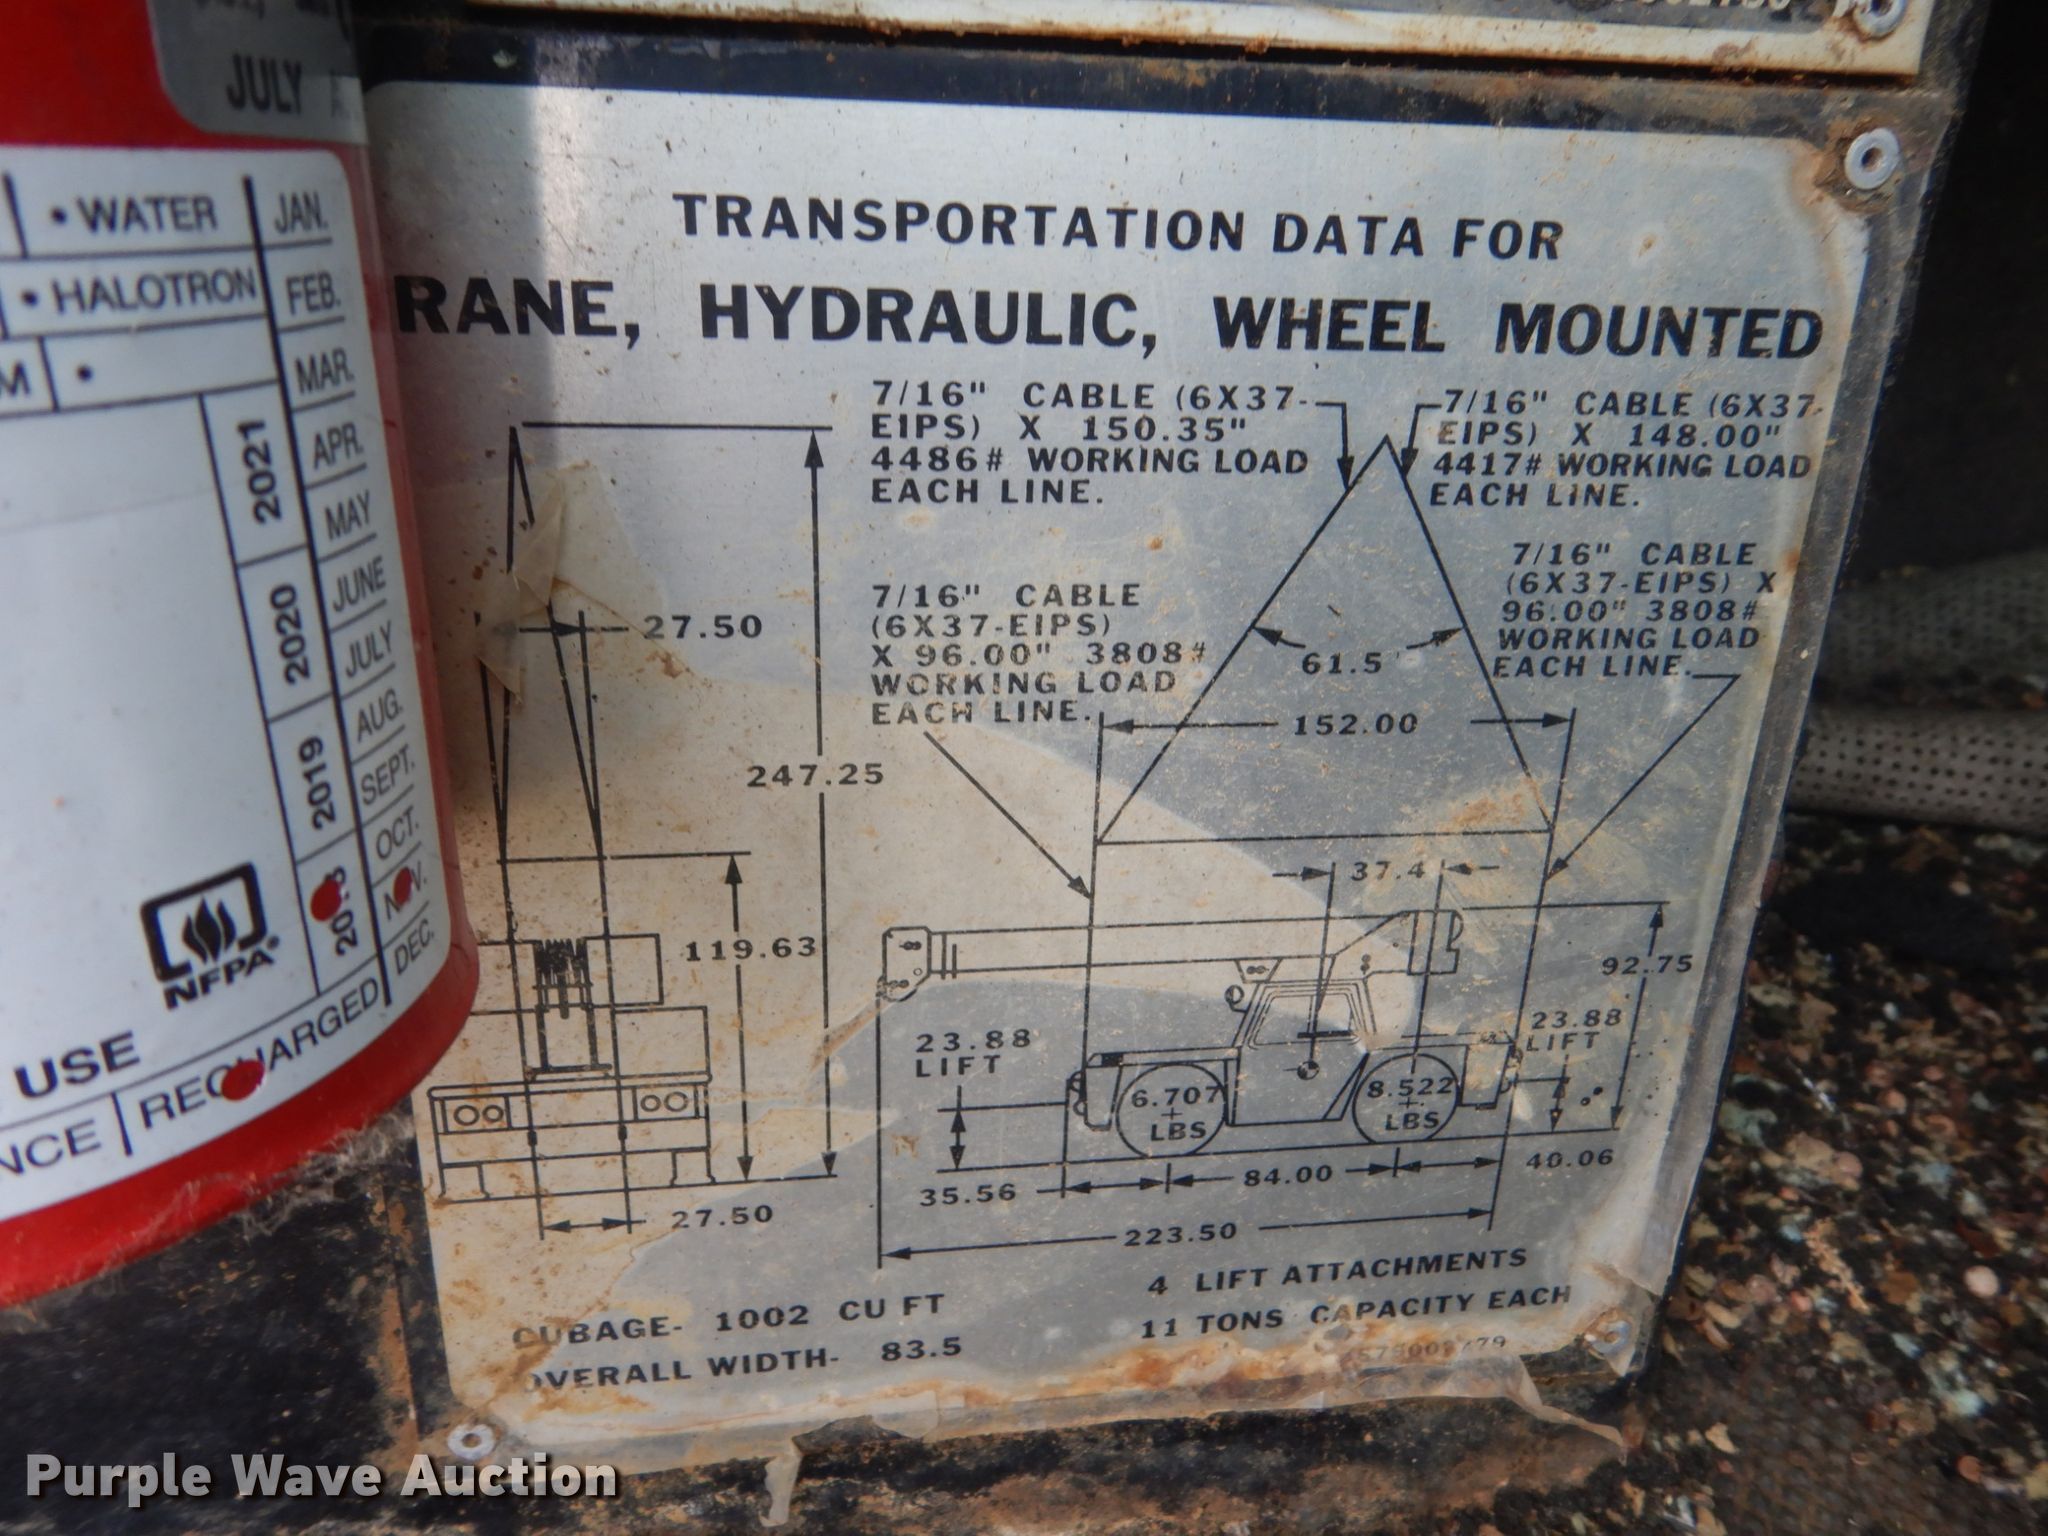 JULY
• WATER
• HALOTRON
M •
JAN.
FEB.
MAR.
APR.
MAY
JUNE
JULY
AUG.
SEPT.
OCT.
DEC.
2021
2020
2019
NFPA
USE
NCE
RECHARGED
TRANSPORTATION DATA FOR
RANE, HYDRAULIC, WHEEL MOUNTED
7/16" CABLE (6X37-
EIPS) X 150.35"
4486# WORKING LOAD
EACH LINE.
7/16" CABLE (6X37-
EIPS) X 148.00"
4417# WORKING LOAD
EACH LINE.
7/16" CABLE
(6X37-EIPS)
X 96.00" 3808#
WORKING LOAD
EACH LINE.
7/16" CABLE
(6X37-EIPS) X
96.00" 3808#
WORKING LOAD
EACH LINE.
27.50
61.5
152.00
247.25
37.4
119.63
92.75
23.88
LIFT
23.88
LIFT
6.707
+
LBS
8.522
+
LBS
35.56
84.00
40.06
27.50
223.50
4 LIFT ATTACHMENTS
11 TONS CAPACITY EACH
CUBAGE- 1002 CU FT
OVERALL WIDTH- 83.5
Purple Wave Auction